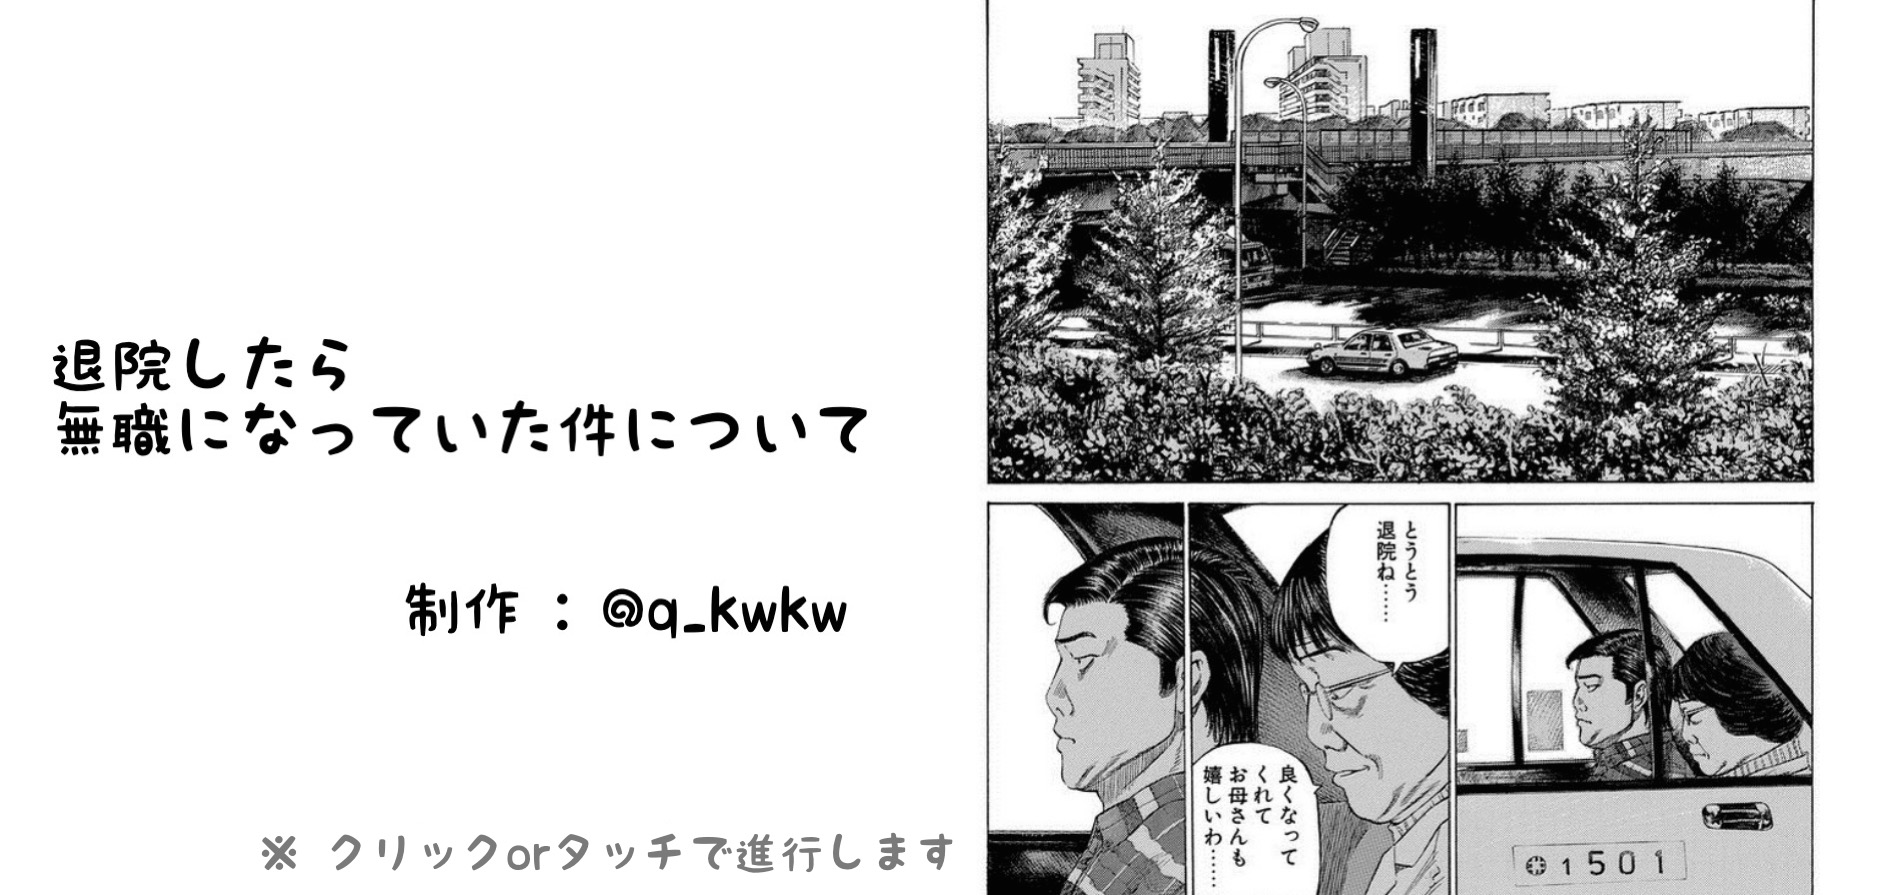 退院したら
無職になっていた件について
制作 : @q_kwkw
※ クリックorタッチで進行します
とうとう
退院ね……
良くなって
くれて
お母さんも
嬉しいわ……
1501